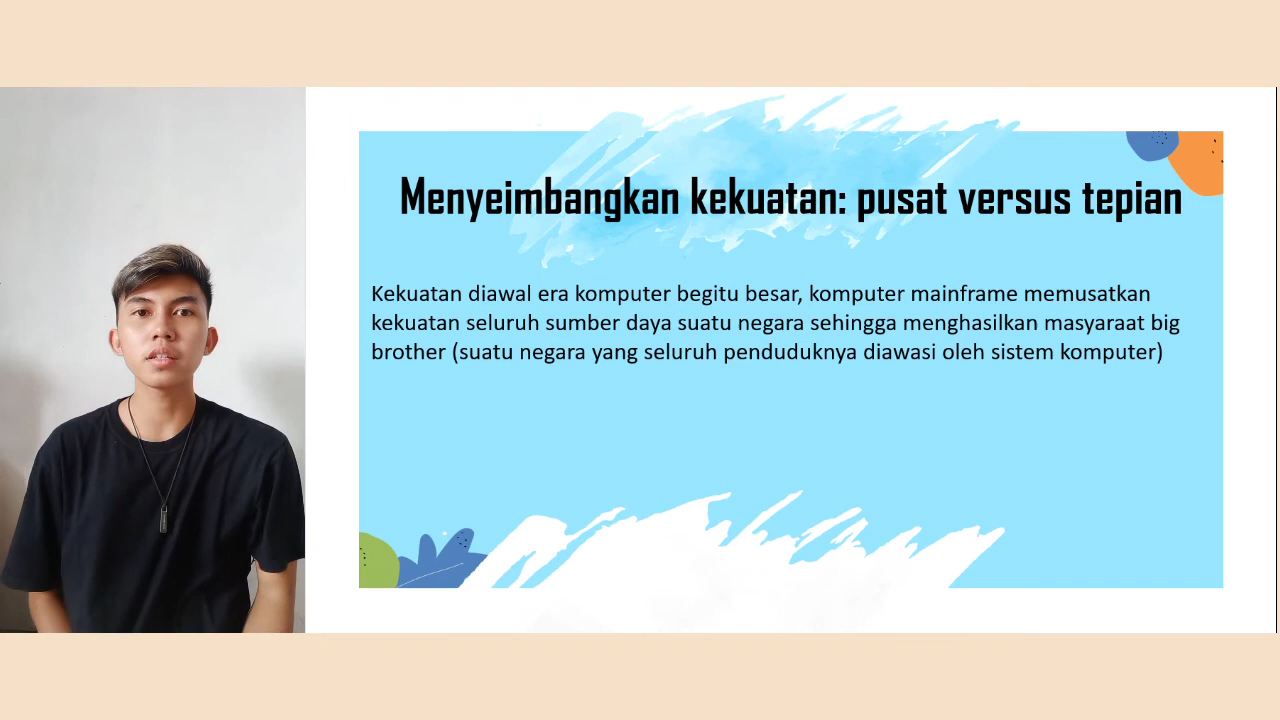 Menyeimbangkan kekuatan: pusat versus tepian
Kekuatan diawal era komputer begitu besar, komputer mainframe memusatkan
kekuatan seluruh sumber daya suatu negara sehingga menghasilkan masyaraat big
brother (suatu negara yang seluruh penduduknya diawasi oleh sistem komputer)